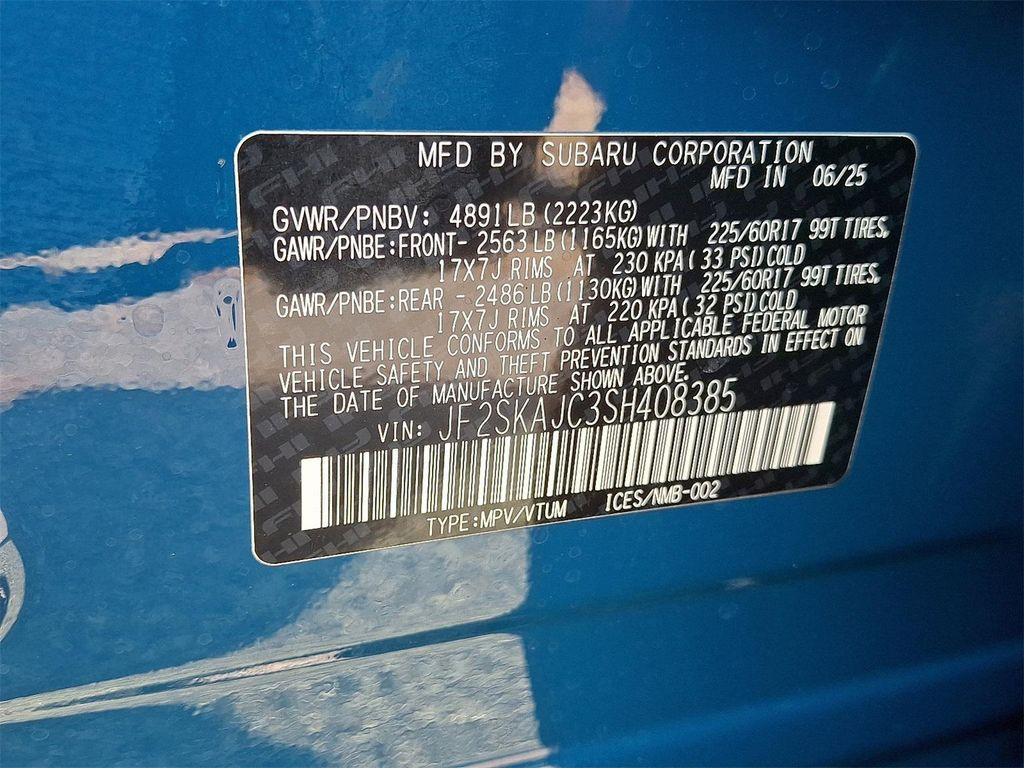 MFD BY SUBARU CORPORATION
MFD IN 06/25
GVWR/PNBV: 4891LB (2223KG)
GAWR/PNBE:FRONT- 2563 LB (1165KG) WITH 225/60R17 99T TIRES,
17X7J RIMS AT 230 KPA ( 33 PSI) COLD
GAWR/PNBE:REAR - 2486 LB (1130KG) WITH 225/60R17 99T TIRES,
17X7J RIMS AT 220 KPA ( 32 PSI) COLD
THIS VEHICLE CONFORMS TO ALL APPLICABLE FEDERAL MOTOR
VEHICLE SAFETY AND THEFT PREVENTION STANDARDS IN EFFECT ON
THE DATE OF MANUFACTURE SHOWN ABOVE.
VIN: JF2SKAJC3SH408385
TYPE:MPV/VTUM ICES/NMB-002